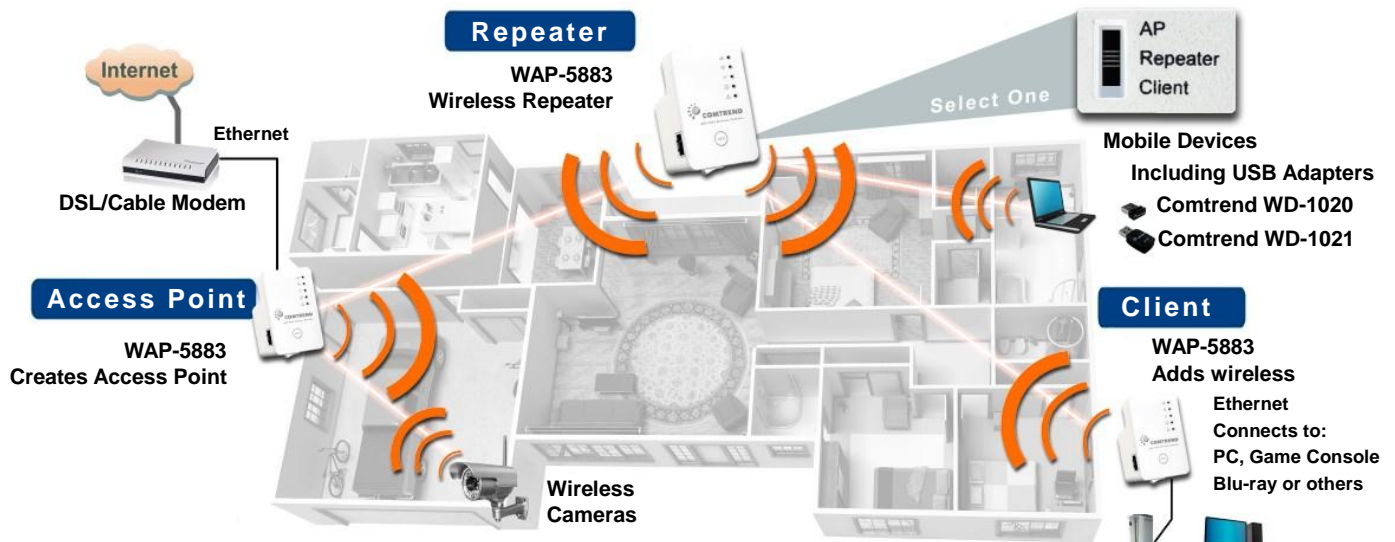 Repeater
WAP-5883
Wireless Repeater
COMTREND
Select One
AP
Repeater
Client
Internet
Ethernet
DSL/Cable Modem
Mobile Devices
Including USB Adapters
Comtrend WD-1020
Comtrend WD-1021
Access Point
COMTREND
WAP-5883
Creates Access Point
Wireless
Cameras
Client
WAP-5883
Adds wireless
Ethernet
Connects to:
PC, Game Console
Blu-ray or others
COMTREND